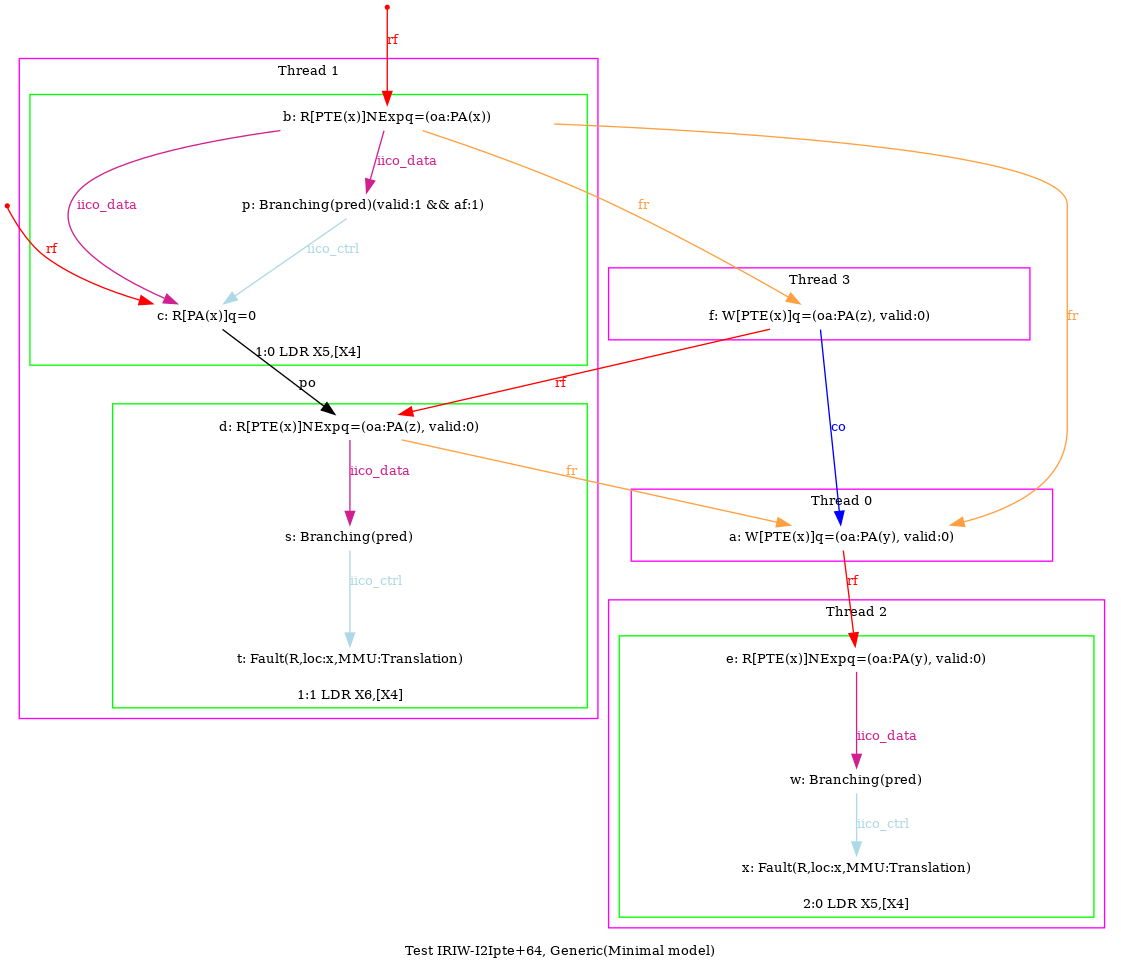 rf
Thread 1
b: R[PTE(x)]NExpq=(oa:PA(x))
iico_data
p: Branching(pred)(valid:1 && af:1)
iico_data
fr
rf
iico_ctrl
Thread 3
c: R[PA(x)]q=0
f: W[PTE(x)]q=(oa:PA(z), valid:0)
fr
1:0 LDR X5,[X4]
po
rf
d: R[PTE(x)]NExpq=(oa:PA(z), valid:0)
co
iico_data
fr
Thread 0
s: Branching(pred)
a: W[PTE(x)]q=(oa:PA(y), valid:0)
iico_ctrl
rf
Thread 2
t: Fault(R,loc:x,MMU:Translation)
e: R[PTE(x)]NExpq=(oa:PA(y), valid:0)
1:1 LDR X6,[X4]
iico_data
w: Branching(pred)
iico_ctrl
x: Fault(R,loc:x,MMU:Translation)
2:0 LDR X5,[X4]
Test IRIW-I2Ipte+64, Generic(Minimal model)